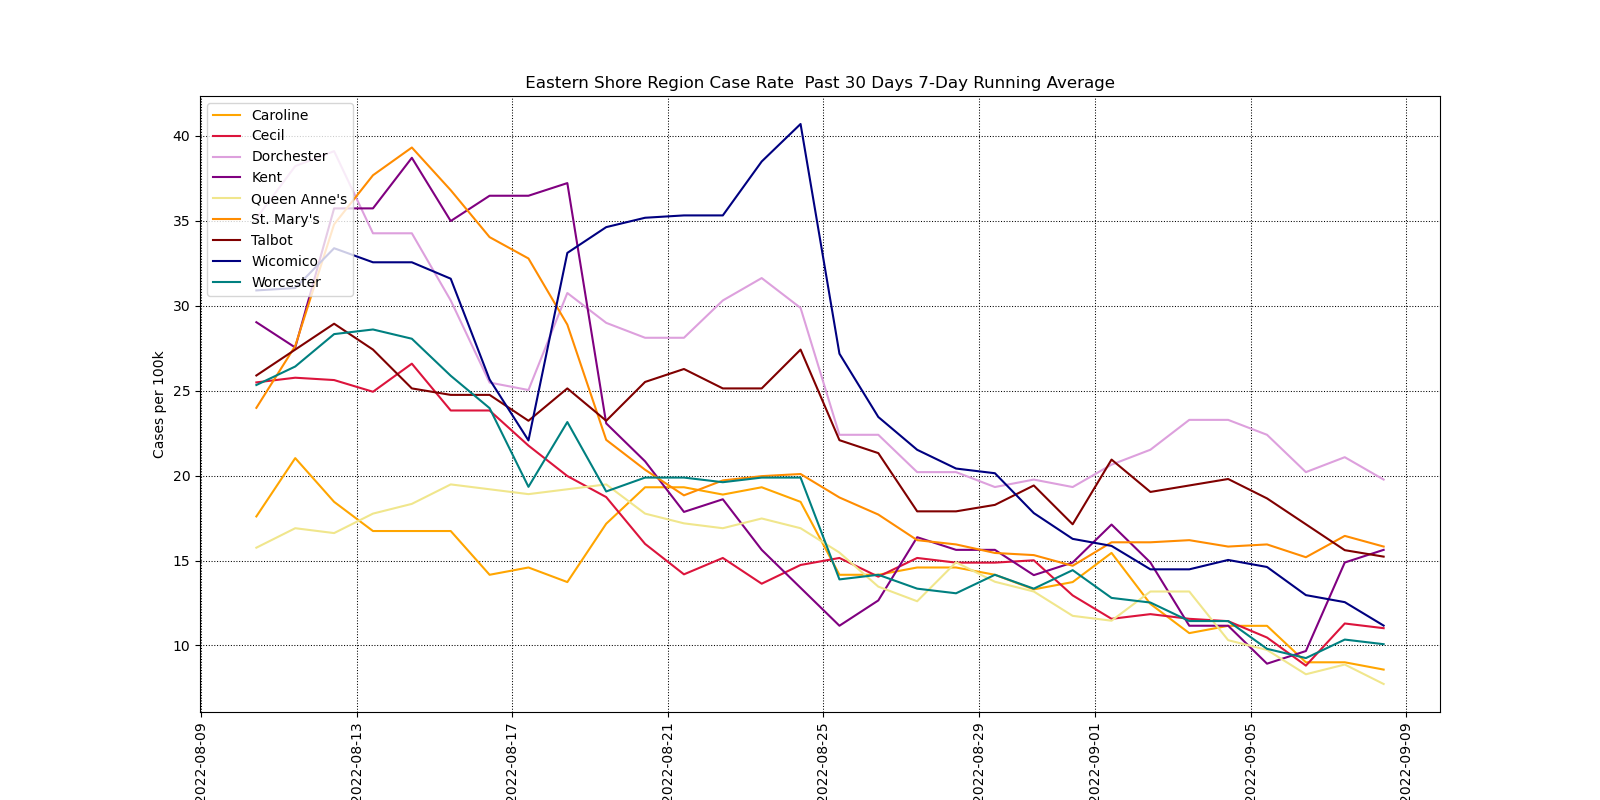 Eastern Shore Region Case Rate  Past 30 Days 7-Day Running Average
Caroline
Cecil
Dorchester
Kent
Queen Anne's
St. Mary's
Talbot
Wicomico
Worcester
Cases per 100k
40
35
30
25
20
15
10
2022-08-09
2022-08-13
2022-08-17
2022-08-21
2022-08-25
2022-08-29
2022-09-01
2022-09-05
2022-09-09